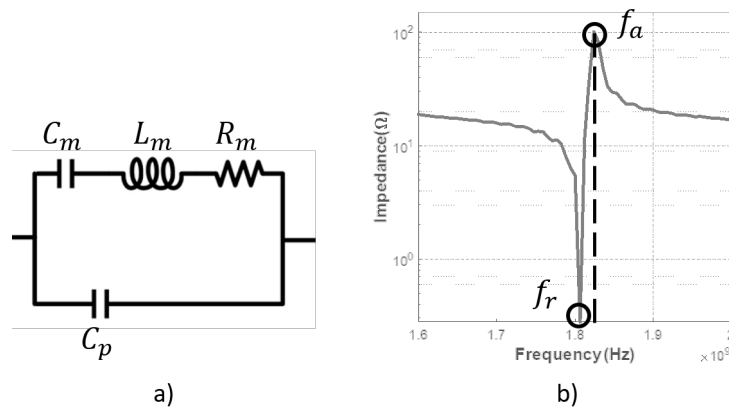 C_m L_m R_m
C_p
a)
f_a
f_r
10^2
10^1
10^0
Impedance(Ω)
1.6 1.7 1.8 1.9 2
Frequency(Hz)
×10^9
b)